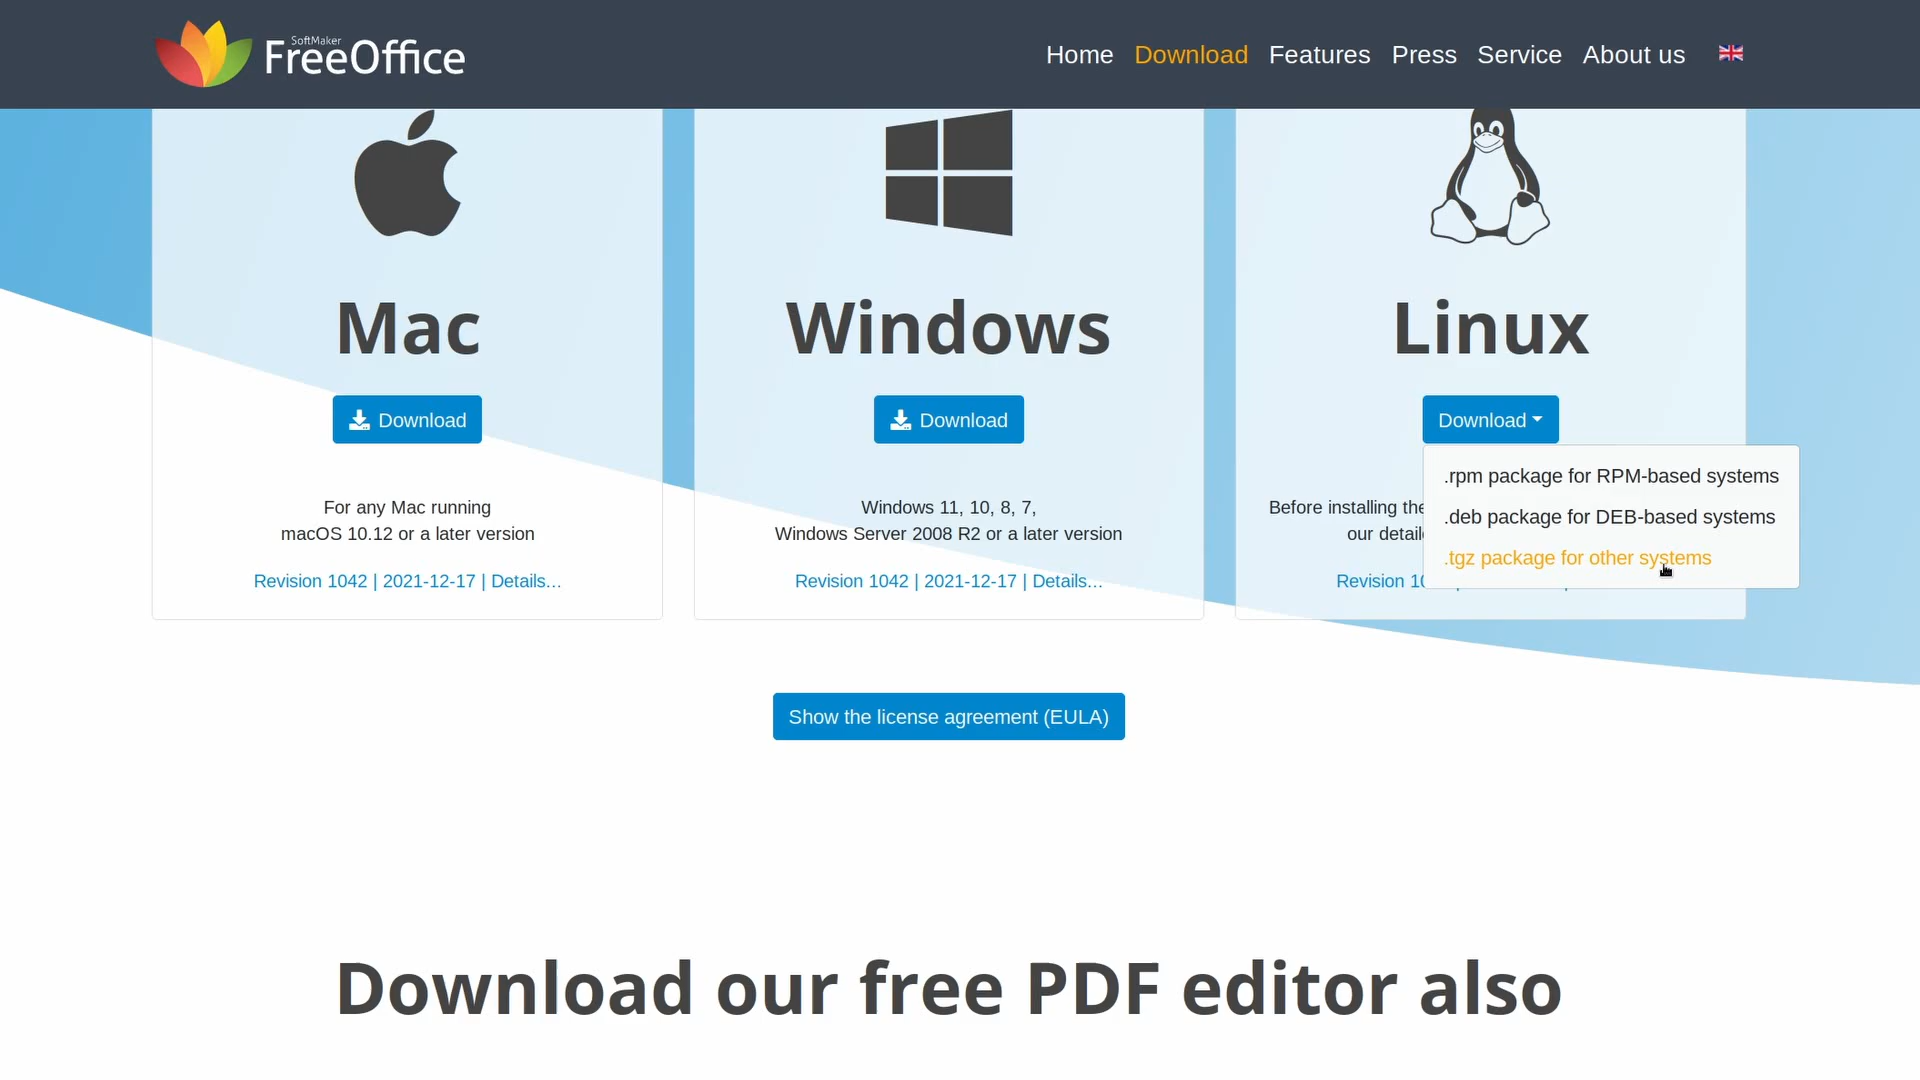 SoftMaker
FreeOffice
Home Download Features Press Service About us
Mac
Download
For any Mac running
macOS 10.12 or a later version
Revision 1042 | 2021-12-17 | Details...
Windows
Download
Windows 11, 10, 8, 7,
Windows Server 2008 R2 or a later version
Revision 1042 | 2021-12-17 | Details...
Linux
Download
.rpm package for RPM-based systems
.deb package for DEB-based systems
.tgz package for other systems
Before installing the
our
Revision
Show the license agreement (EULA)
Download our free PDF editor also